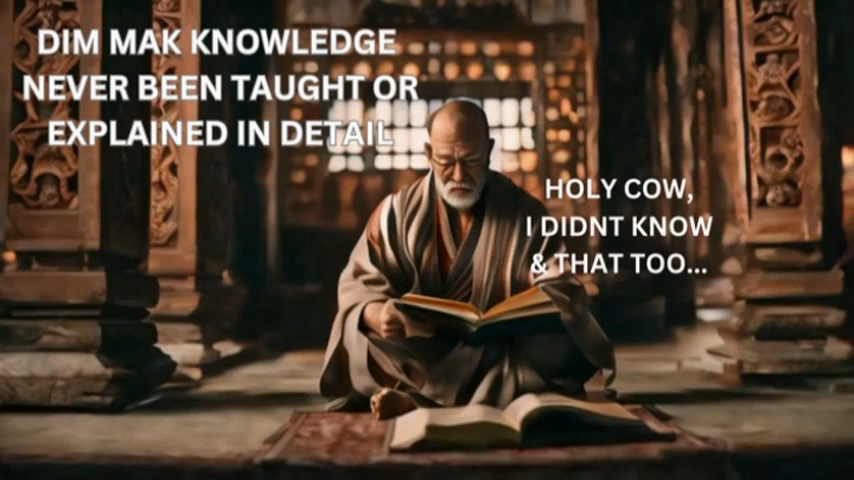 DIM MAK KNOWLEDGE
NEVER BEEN TAUGHT OR
EXPLAINED IN DETAIL
HOLY COW,
I DIDNT KNOW
& THAT TOO...